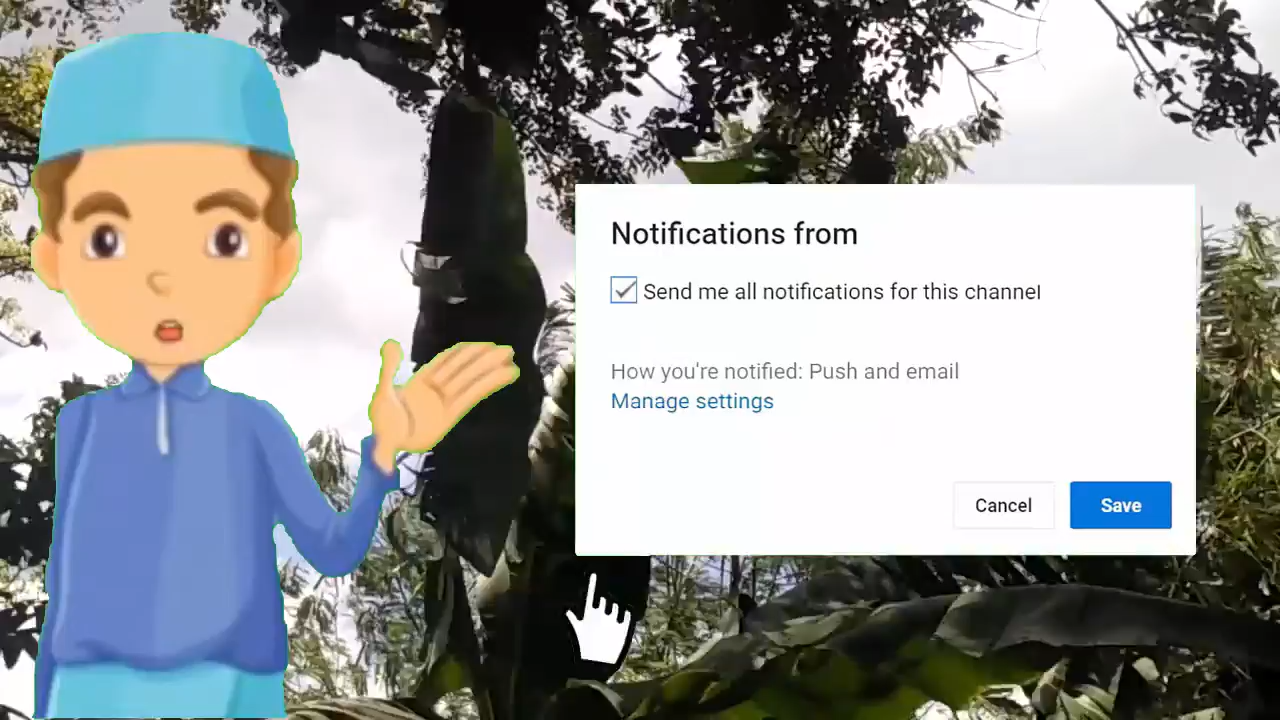 Notifications from
Send me all notifications for this channel
How you're notified: Push and email
Manage settings
Cancel
Save